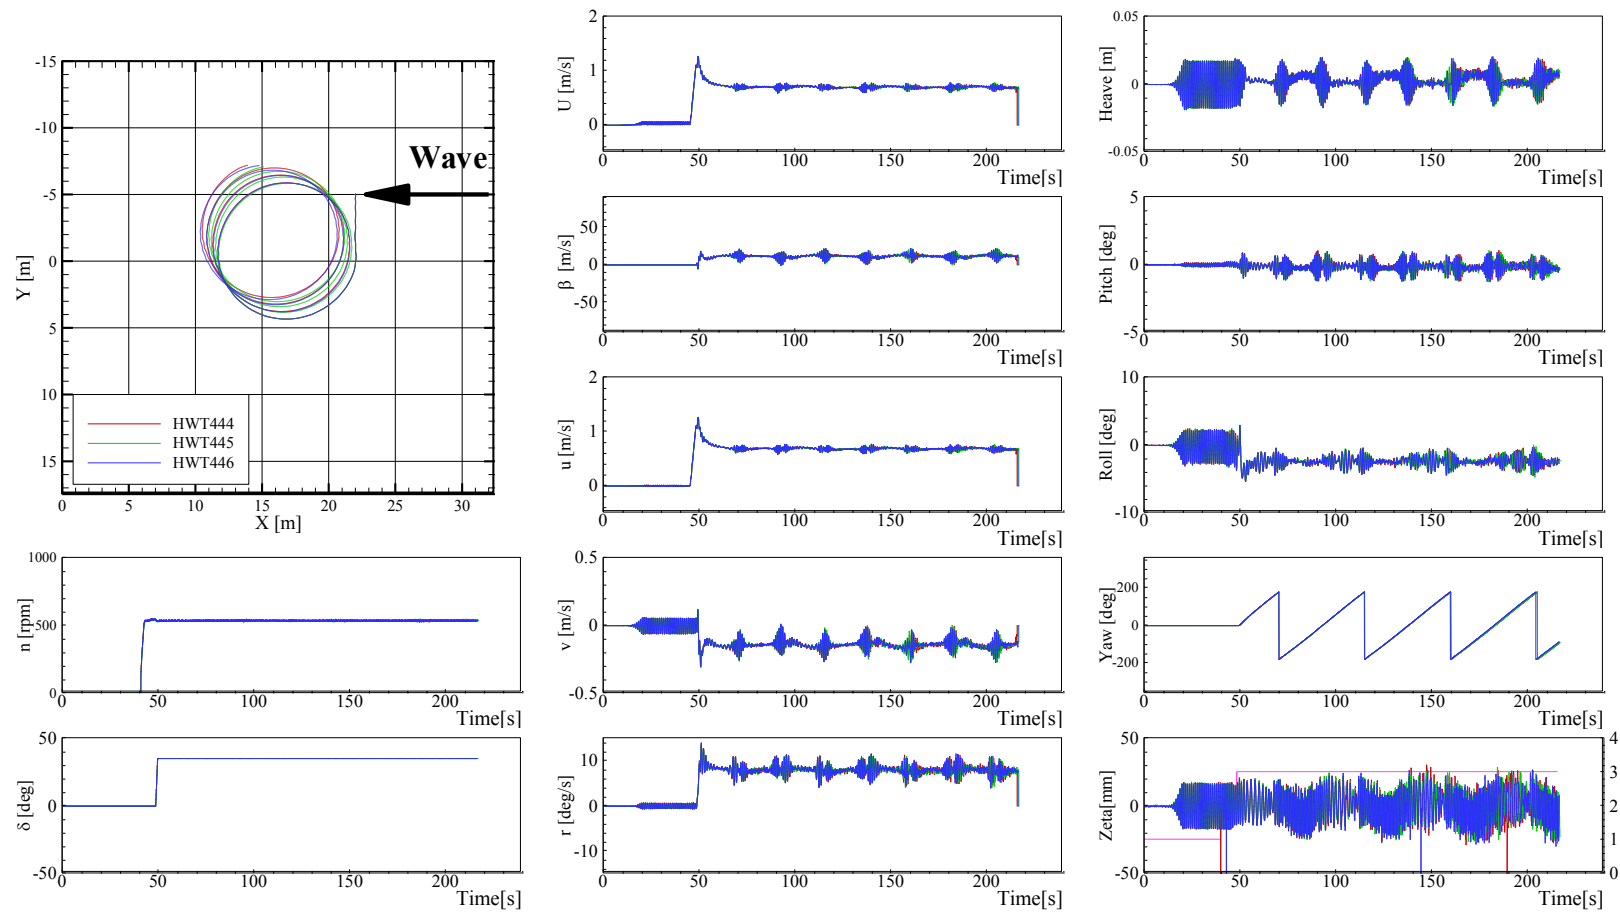 -15
-10
-5
0
5
10
15
Y [m]
0 5 10 15 20 25 30
X [m]
Wave
HWT444
HWT445
HWT446
1000
500
0
n [rpm]
0 50 100 150 200
Time[s]
50
0
-50
δ [deg]
0 50 100 150 200
Time[s]
2
1
0
U [m/s]
0 50 100 150 200
Time[s]
50
0
-50
β [m/s]
0 50 100 150 200
Time[s]
2
1
0
u [m/s]
0 50 100 150 200
Time[s]
0.5
0
-0.5
v [m/s]
0 50 100 150 200
Time[s]
10
0
-10
r [deg/s]
0 50 100 150 200
Time[s]
0.05
0
-0.05
Heave [m]
0 50 100 150 200
Time[s]
5
0
-5
Pitch [deg]
0 50 100 150 200
Time[s]
10
0
-10
Roll [deg]
0 50 100 150 200
Time[s]
200
0
-200
Yaw [deg]
0 50 100 150 200
Time[s]
50
25
0
-25
-50
Zeta[mm]
4
3
2
1
0
0 50 100 150 200
Time[s]